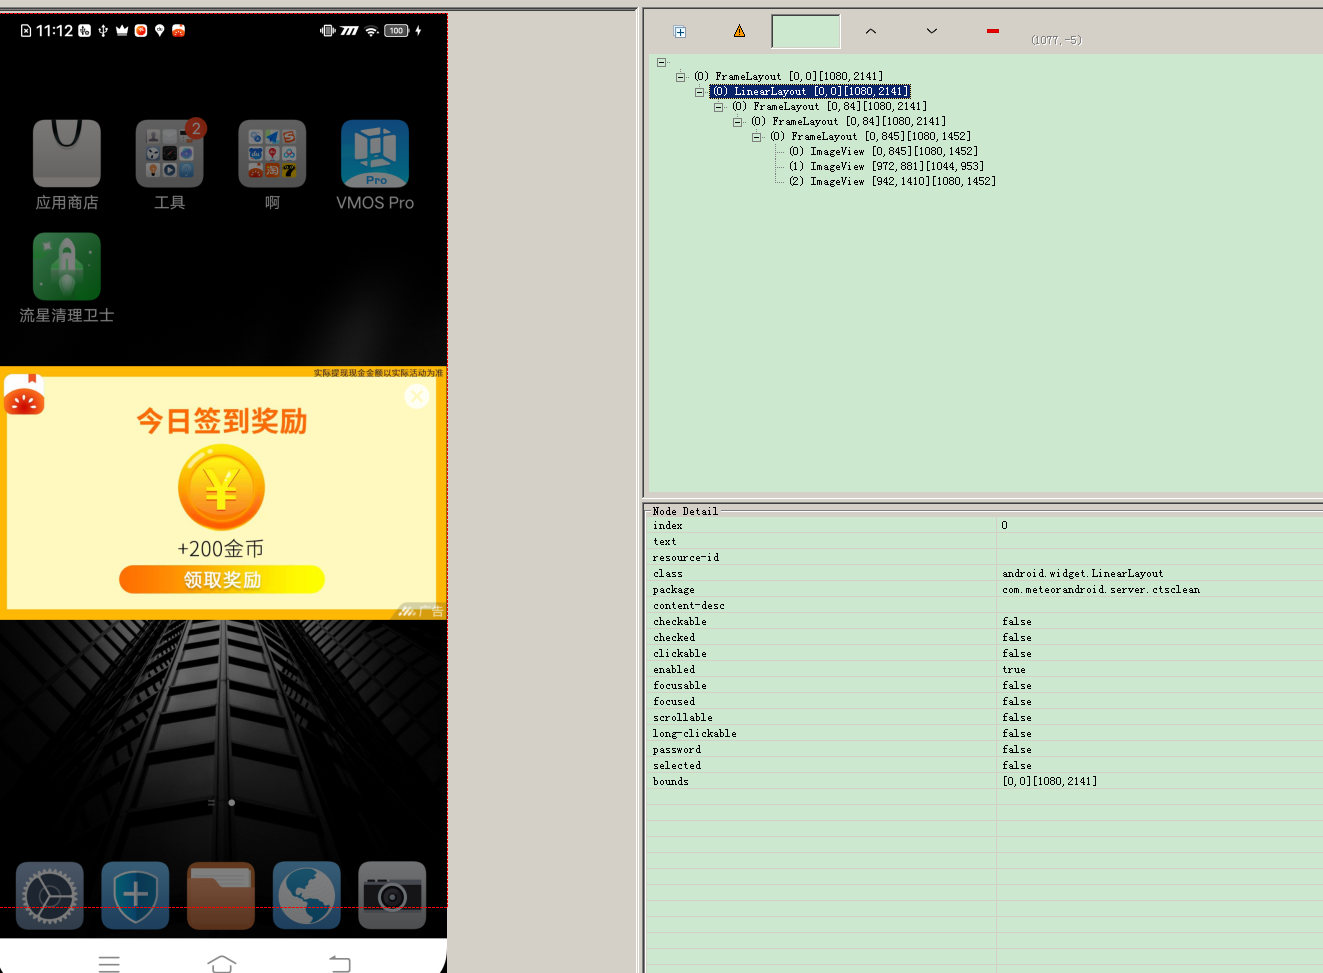 11:12
100
2
应用商店
工具
啊
Pro
VMOS Pro
流星清理卫士
实际提现现金金额以实际活动为准
今日签到奖励
¥
+200金币
领取奖励
广告
(1077,-5)
(0) FrameLayout [0,0][1080,2141]
(0) LinearLayout [0,0][1080,2141]
(0) FrameLayout [0,84][1080,2141]
(0) FrameLayout [0,84][1080,2141]
(0) FrameLayout [0,845][1080,1452]
(0) ImageView [0,845][1080,1452]
(1) ImageView [972,881][1044,953]
(2) ImageView [942,1410][1080,1452]
Node Detail
index 0
text
resource-id
class android.widget.LinearLayout
package com.meteorandroid.server.ctsclean
content-desc
checkable false
checked false
clickable false
enabled true
focusable false
focused false
scrollable false
long-clickable false
password false
selected false
bounds [0,0][1080,2141]